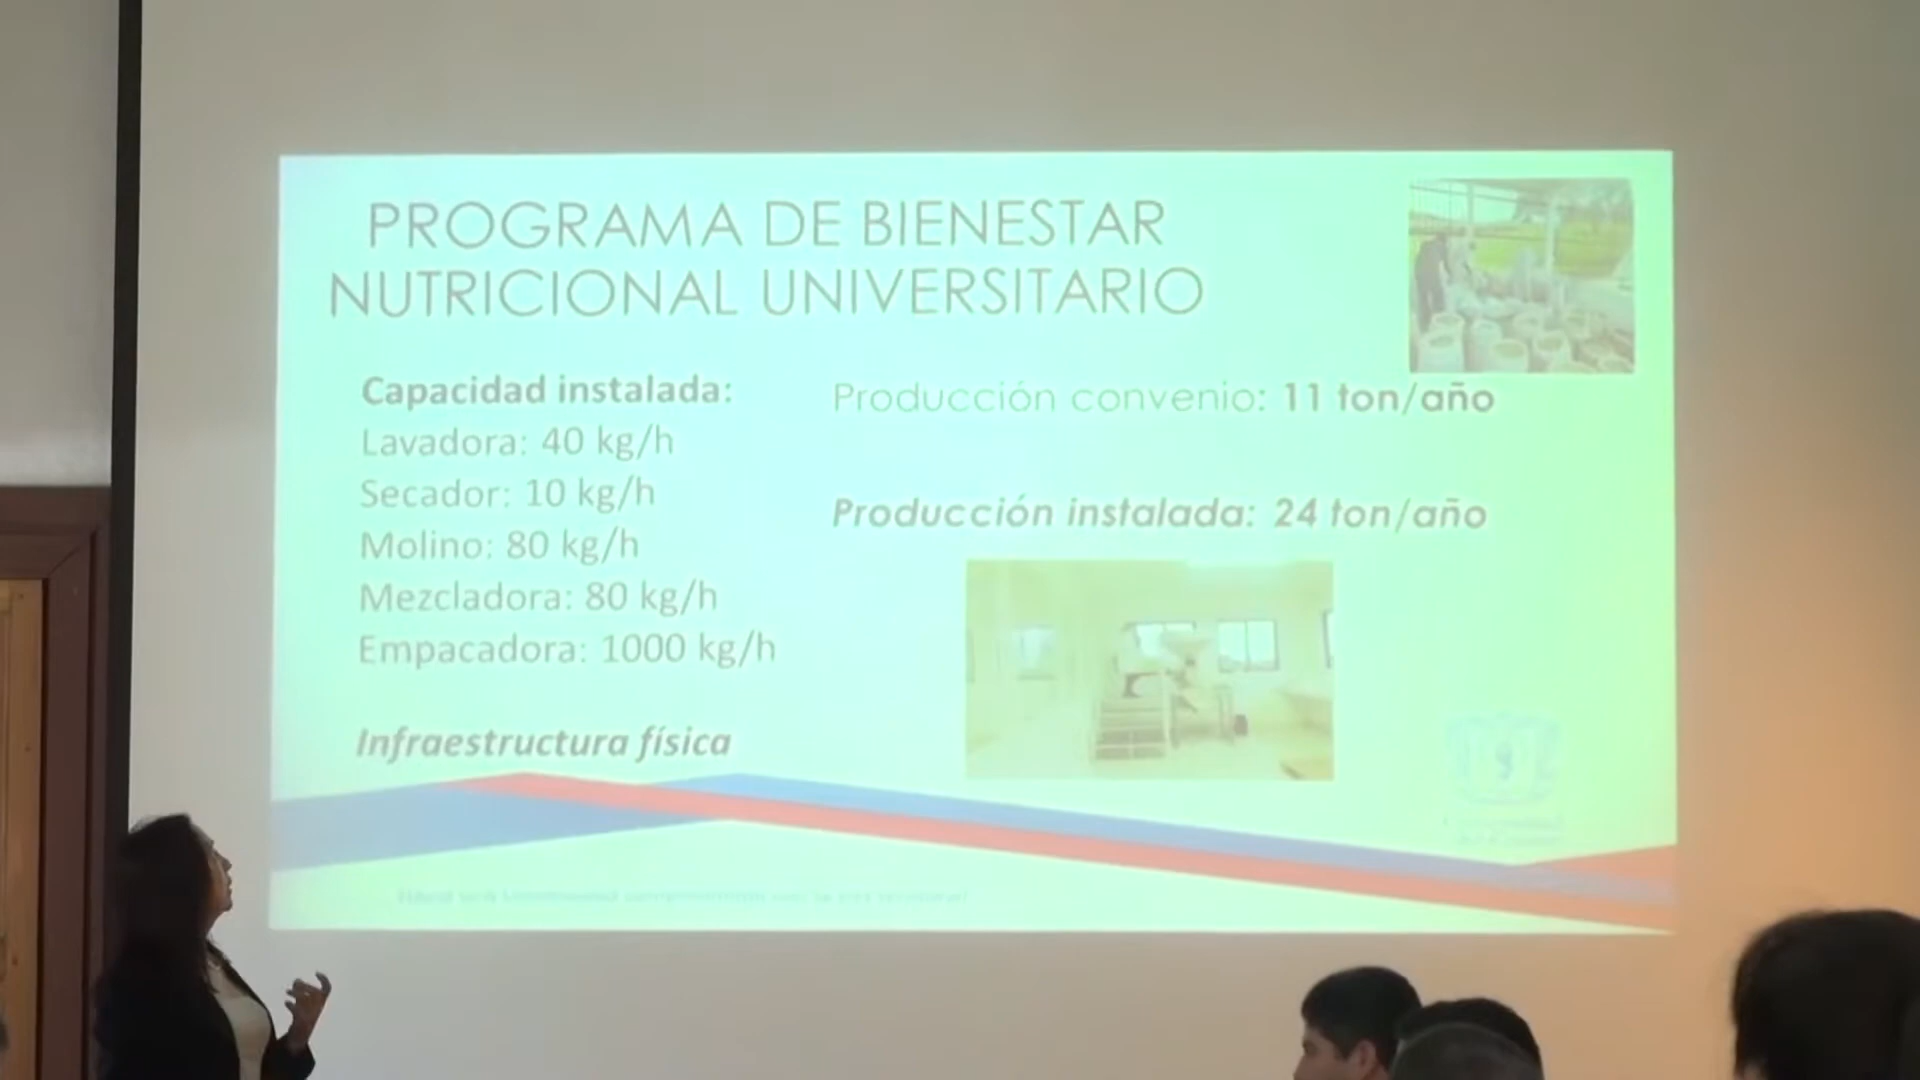 PROGRAMA DE BIENESTAR
NUTRICIONAL UNIVERSITARIO
Capacidad instalada:
Lavadora: 40 kg/h
Secador: 10 kg/h
Molino: 80 kg/h
Mezcladora: 80 kg/h
Empacadora: 1000 kg/h
Infraestructura física
Producción convenio: 11 ton/año
Producción instalada: 24 ton/año